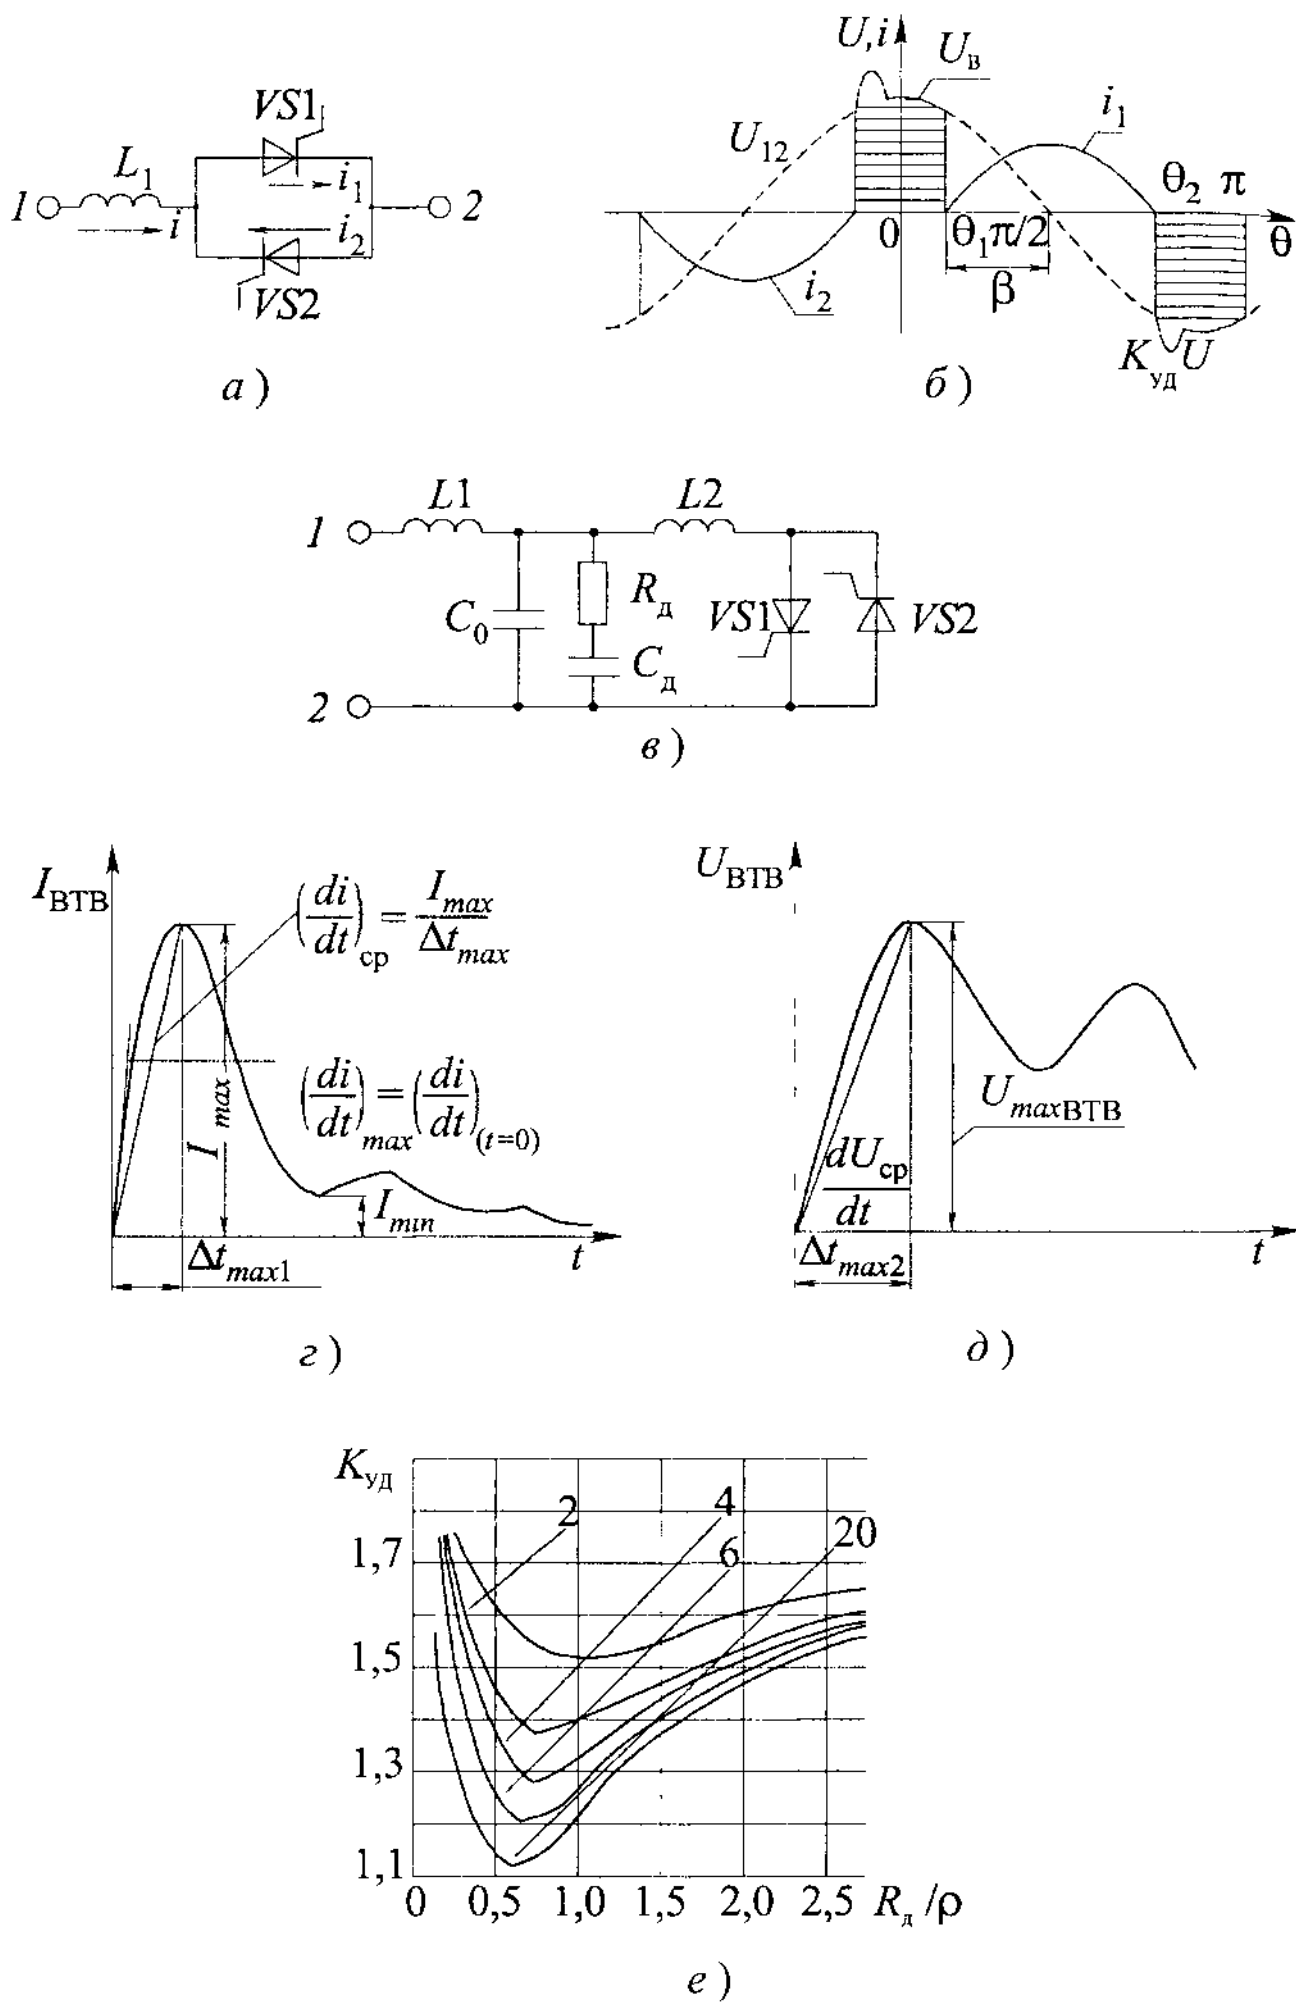 VS1
L₁
1
i
i₁
2
i₂
VS2
а )
U,i
Uв
U₁₂
i₁
θ₂ π
0
θ₁ π/2
θ
β
i₂
KудU
б )
L1
L2
1
C₀
Rд
Cд
VS1
VS2
2
в )
IВТВ
(di/dt)ср = Imax/Δtmax
(di/dt)max = (di/dt)(t=0)
Imax
Imin
Δtmax1
t
г )
UВТВ
UmaxВТВ
dUср/dt
Δtmax2
t
д )
Kуд
2
4
6
20
1,7
1,5
1,3
1,1
0 0,5 1,0 1,5 2,0 2,5 Rд /ρ
е )